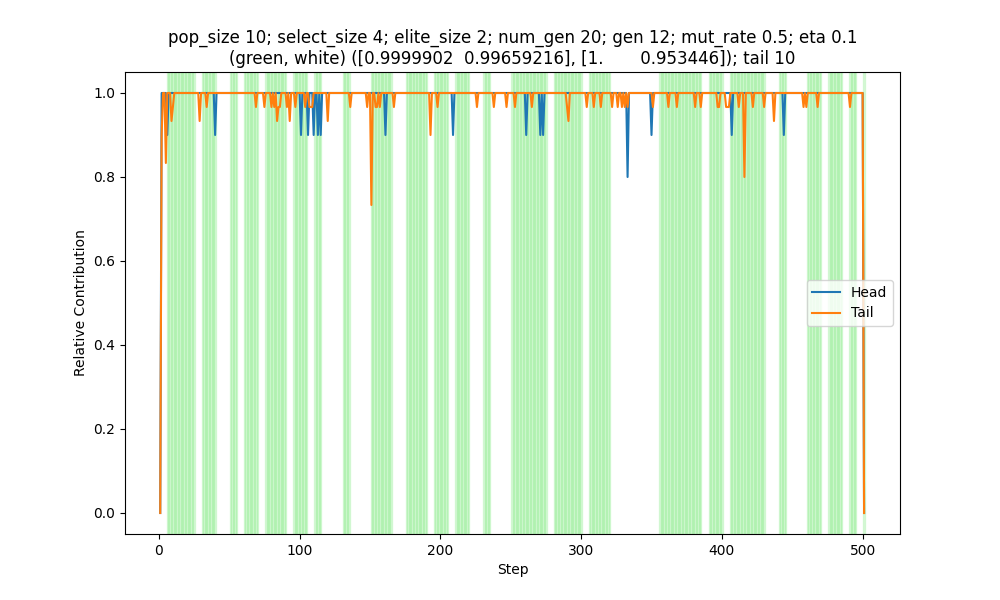 pop_size 10; select_size 4; elite_size 2; num_gen 20; gen 12; mut_rate 0.5; eta 0.1
(green, white) ([0.9999902  0.99659216], [1.        0.953446]); tail 10
1.0
0.8
0.6
0.4
0.2
0.0
Relative Contribution
Head
Tail
0
100
200
300
400
500
Step